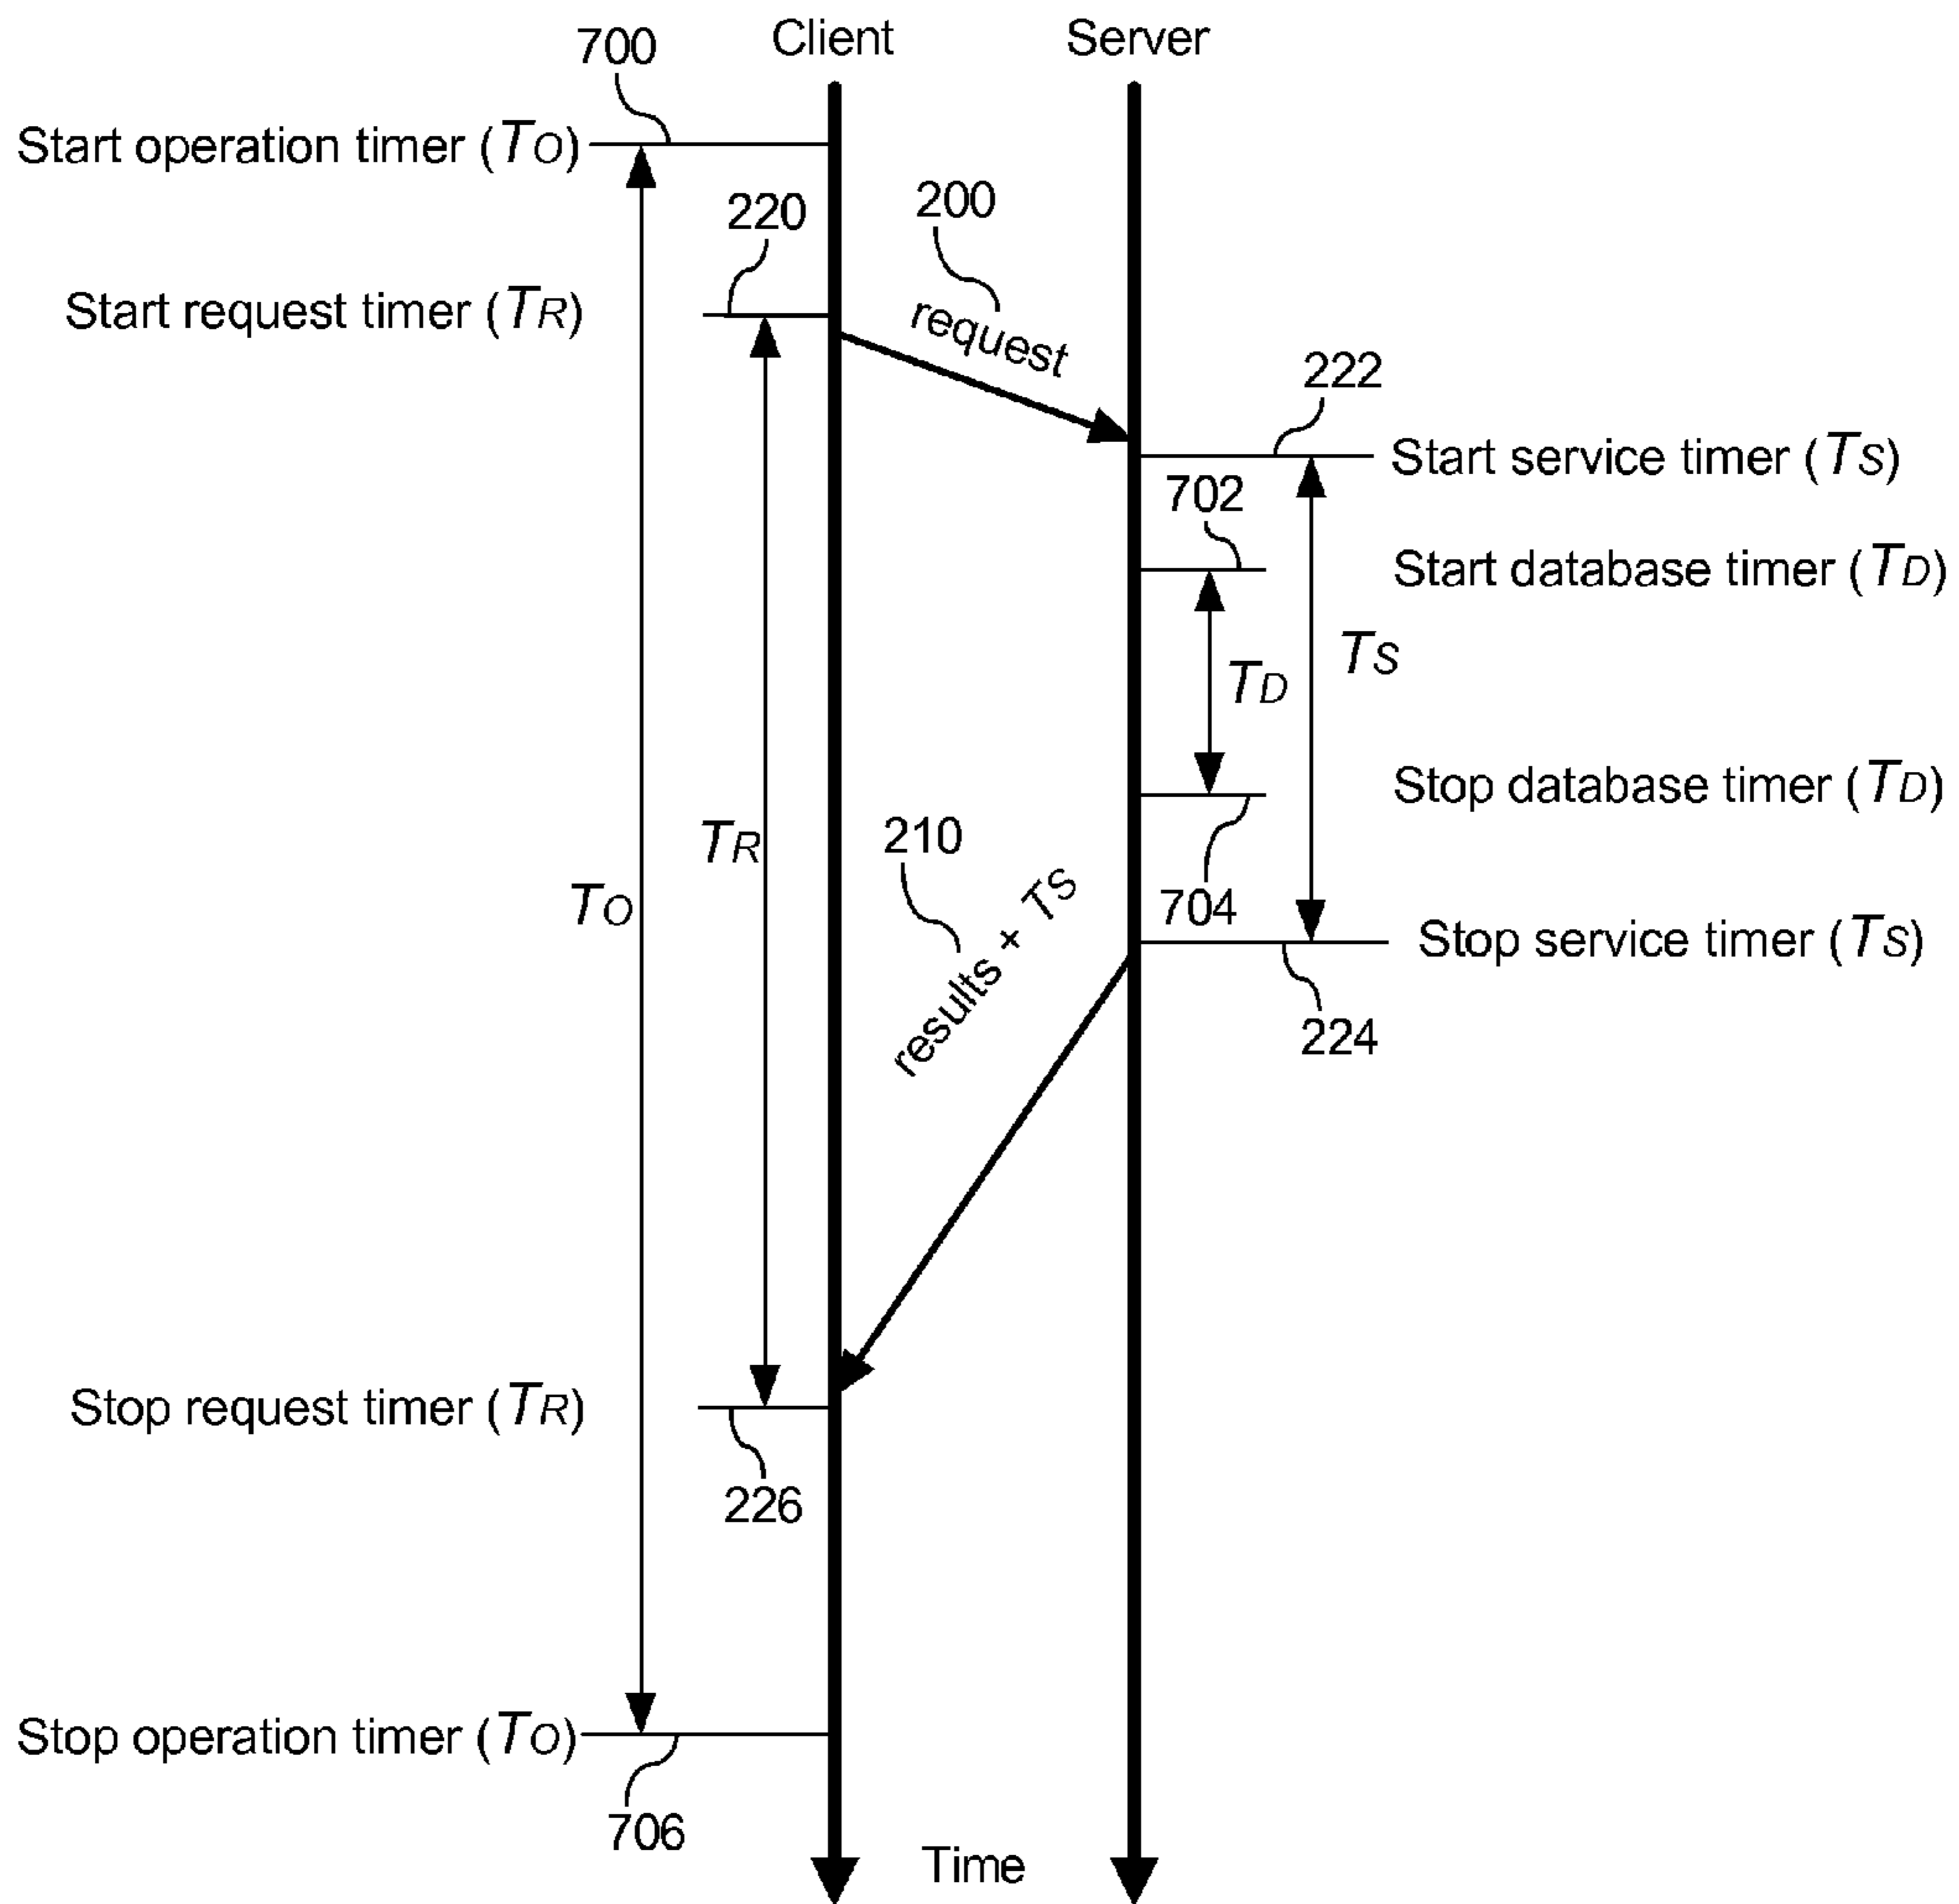 700
Client
Server
Start operation timer (TO)
220
200
Start request timer (TR)
request
222
Start service timer (TS)
702
Start database timer (TD)
TS
TD
Stop database timer (TD)
210
TR
TO
results + TS
704
Stop service timer (TS)
224
Stop request timer (TR)
226
Stop operation timer (TO)
706
Time